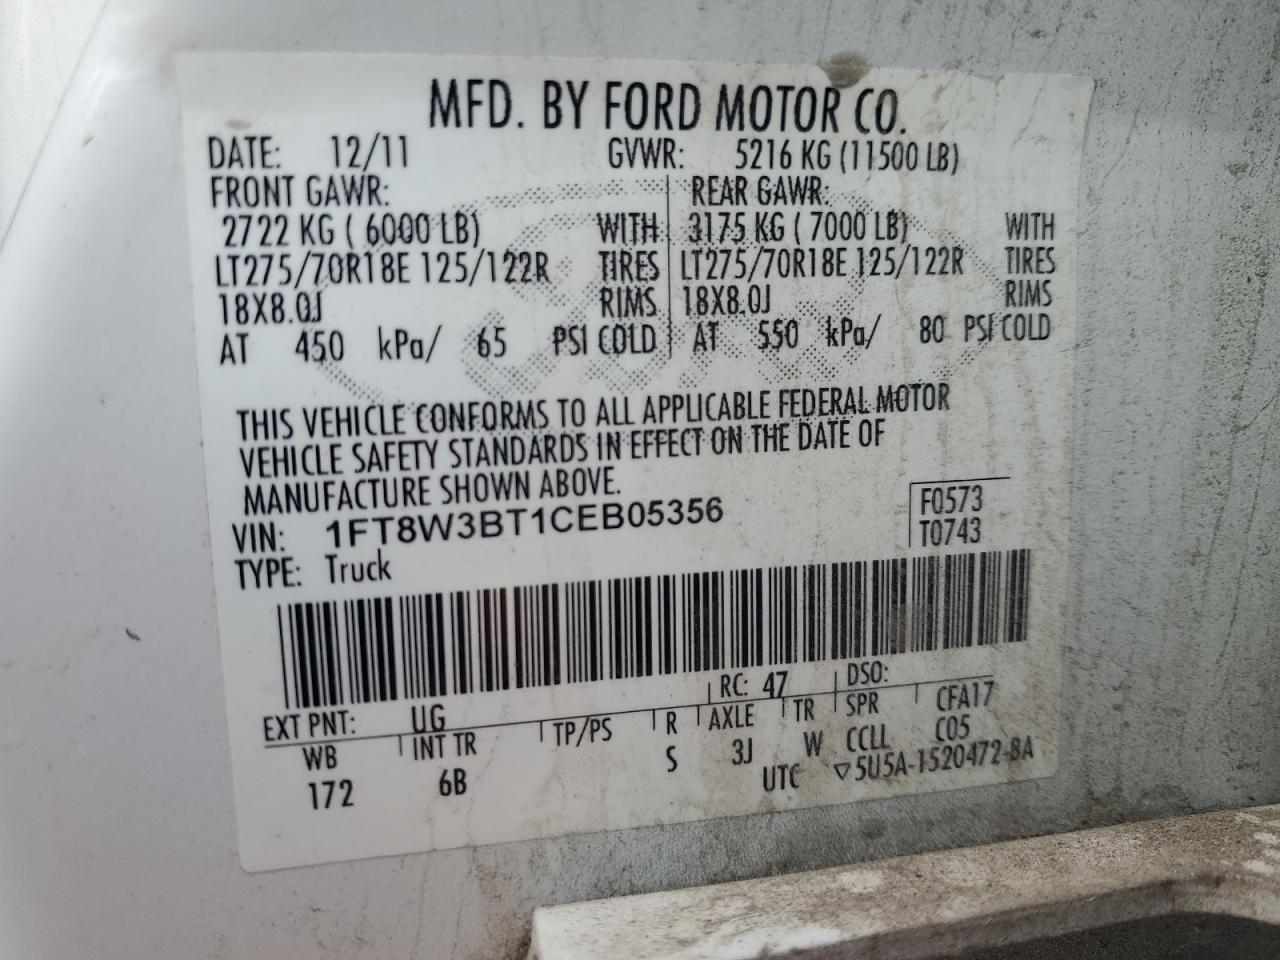 MFD. BY FORD MOTOR CO.
DATE: 12/11 GVWR: 5216 KG (11500 LB)
FRONT GAWR: REAR GAWR:
2722 KG ( 6000 LB) WITH 3175 KG ( 7000 LB) WITH
LT275/70R18E 125/122R TIRES LT275/70R18E 125/122R TIRES
18X8.0J RIMS 18X8.0J RIMS
AT 450 kPa/ 65 PSI COLD AT 550 kPa/ 80 PSI COLD
THIS VEHICLE CONFORMS TO ALL APPLICABLE FEDERAL MOTOR
VEHICLE SAFETY STANDARDS IN EFFECT ON THE DATE OF
MANUFACTURE SHOWN ABOVE.
VIN: 1FT8W3BT1CEB05356 F0573
TYPE: Truck T0743
RC: 47 DSO:
EXT PNT: UG CFA17
WB INT TR TP/PS R AXLE TR SPR C05
172 6B S 3J W CCLL
UTC ▽5U5A-1520472-BA